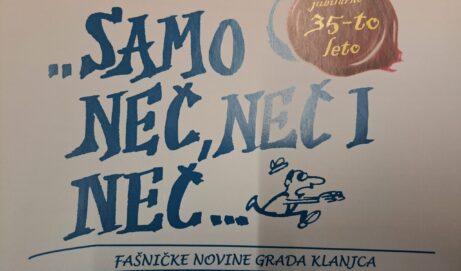 jubilarno
35-to
leto
„SAMO
NEČ, NEČ I
NEČ...
FAŠNIČKE NOVINE GRADA KLANJCA